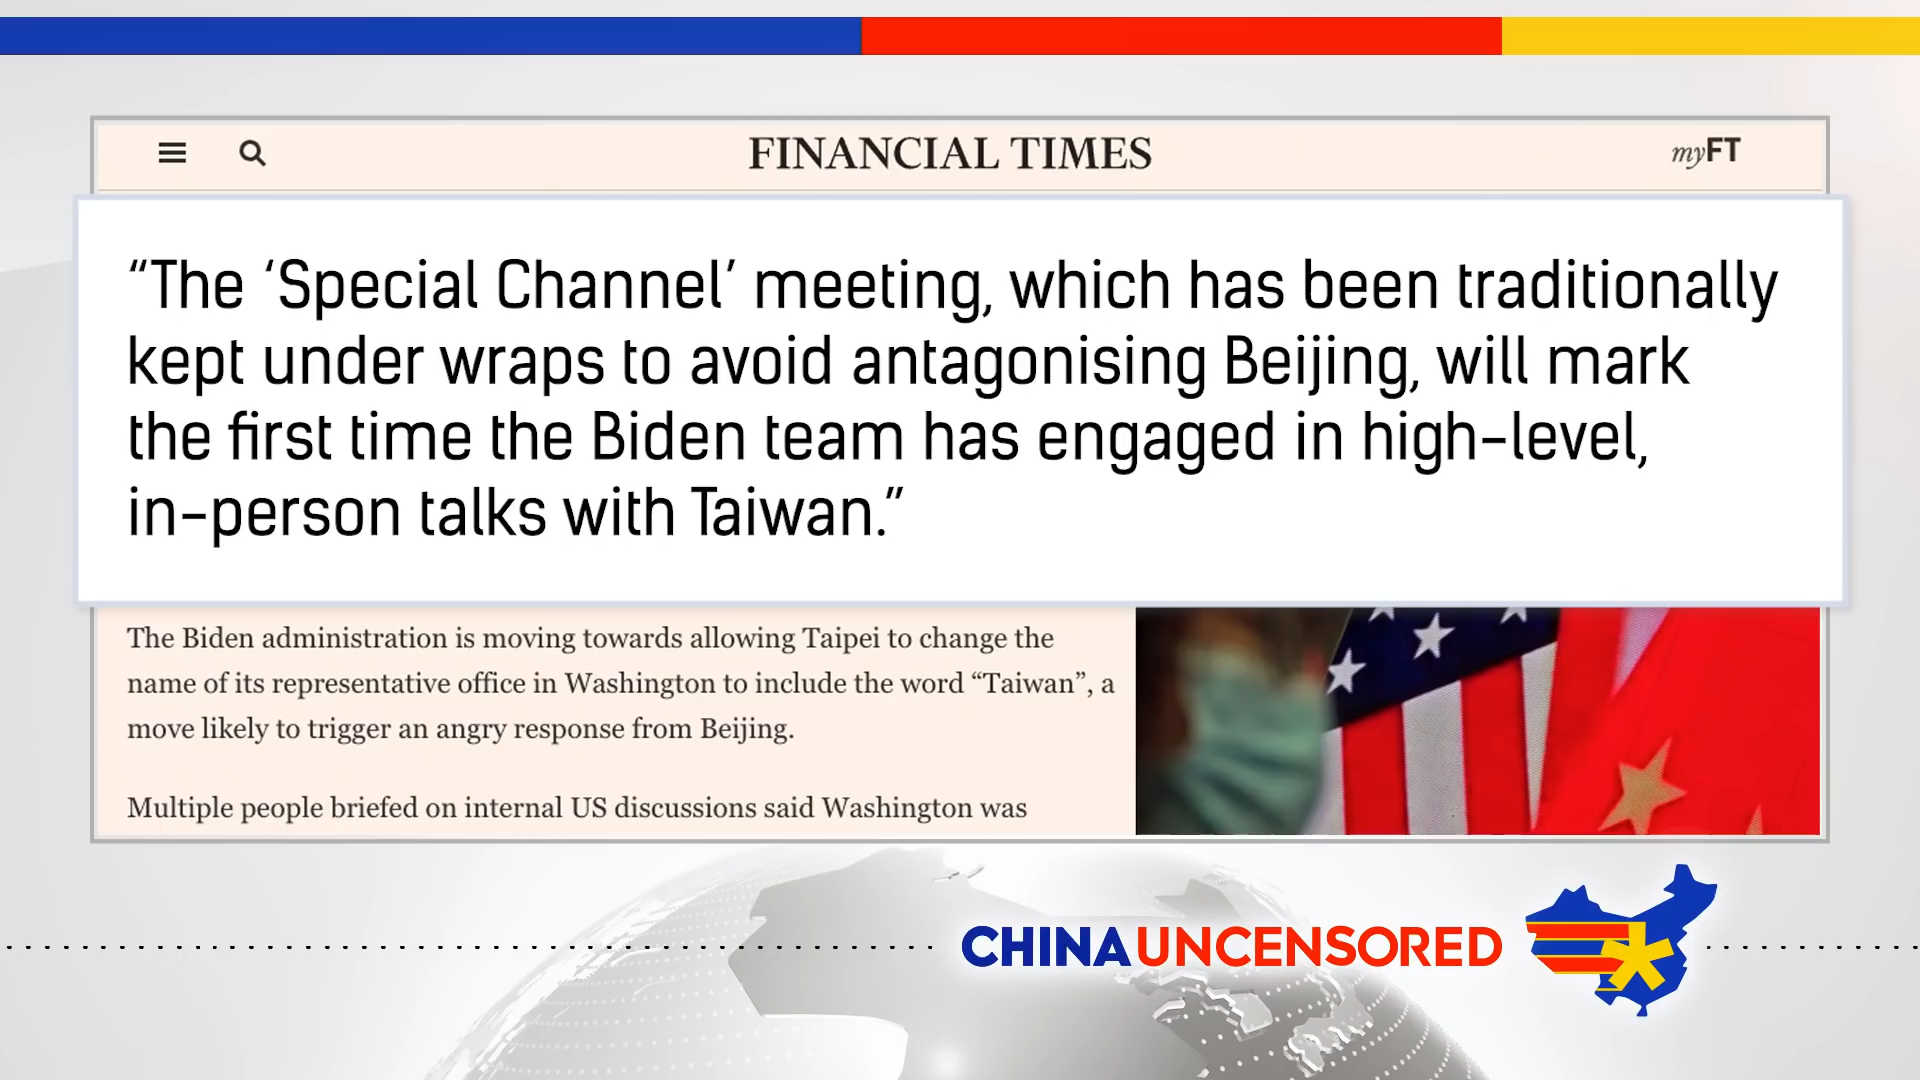 FINANCIAL TIMES
myFT
“The ‘Special Channel’ meeting, which has been traditionally
kept under wraps to avoid antagonising Beijing, will mark
the first time the Biden team has engaged in high-level,
in-person talks with Taiwan.”
The Biden administration is moving towards allowing Taipei to change the
name of its representative office in Washington to include the word “Taiwan”, a
move likely to trigger an angry response from Beijing.
Multiple people briefed on internal US discussions said Washington was
CHINAUNCENSORED